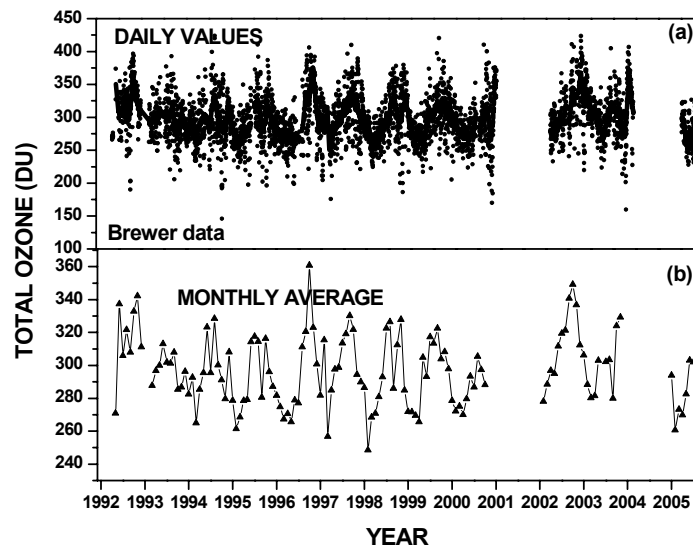 TOTAL OZONE (DU)
450
400
350
300
250
200
150
100
DAILY VALUES
(a)
Brewer data
360
340
320
300
280
260
240
MONTHLY AVERAGE
(b)
1992 1993 1994 1995 1996 1997 1998 1999 2000 2001 2002 2003 2004 2005
YEAR